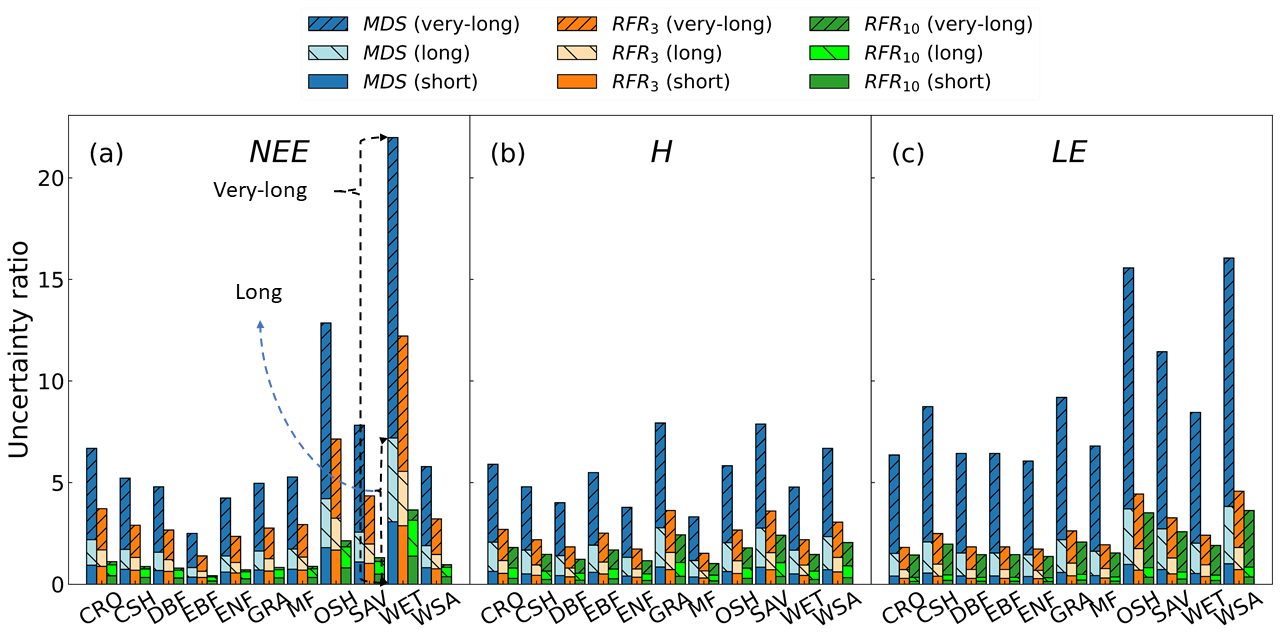 MDS (very-long) RFR3 (very-long) RFR10 (very-long)
MDS (long) RFR3 (long) RFR10 (long)
MDS (short) RFR3 (short) RFR10 (short)
(a) NEE (b) H (c) LE
Very-long
Long
Uncertainty ratio
20
15
10
5
0
CRO CSH DBF EBF ENF GRA MF OSH SAV WET WSA CRO CSH DBF EBF ENF GRA MF OSH SAV WET WSA CRO CSH DBF EBF ENF GRA MF OSH SAV WET WSA